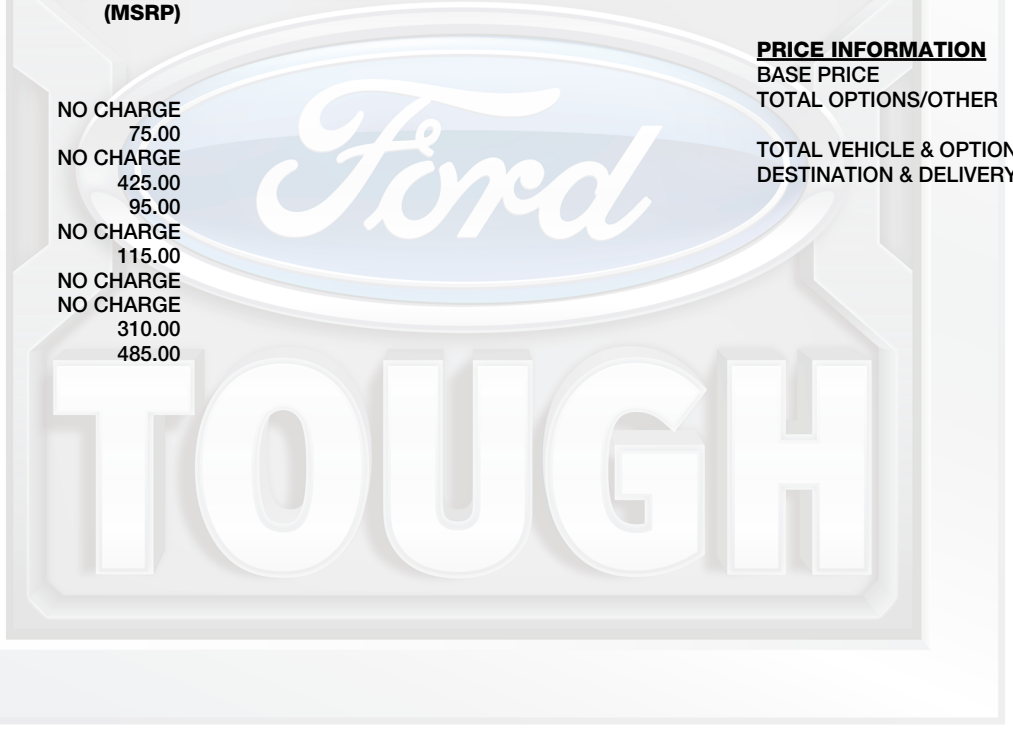 (MSRP)
NO CHARGE
75.00
NO CHARGE
425.00
95.00
NO CHARGE
115.00
NO CHARGE
NO CHARGE
310.00
485.00
PRICE INFORMATION
BASE PRICE
TOTAL OPTIONS/OTHER
TOTAL VEHICLE & OPTION
DESTINATION & DELIVERY
Ford
TOUGH